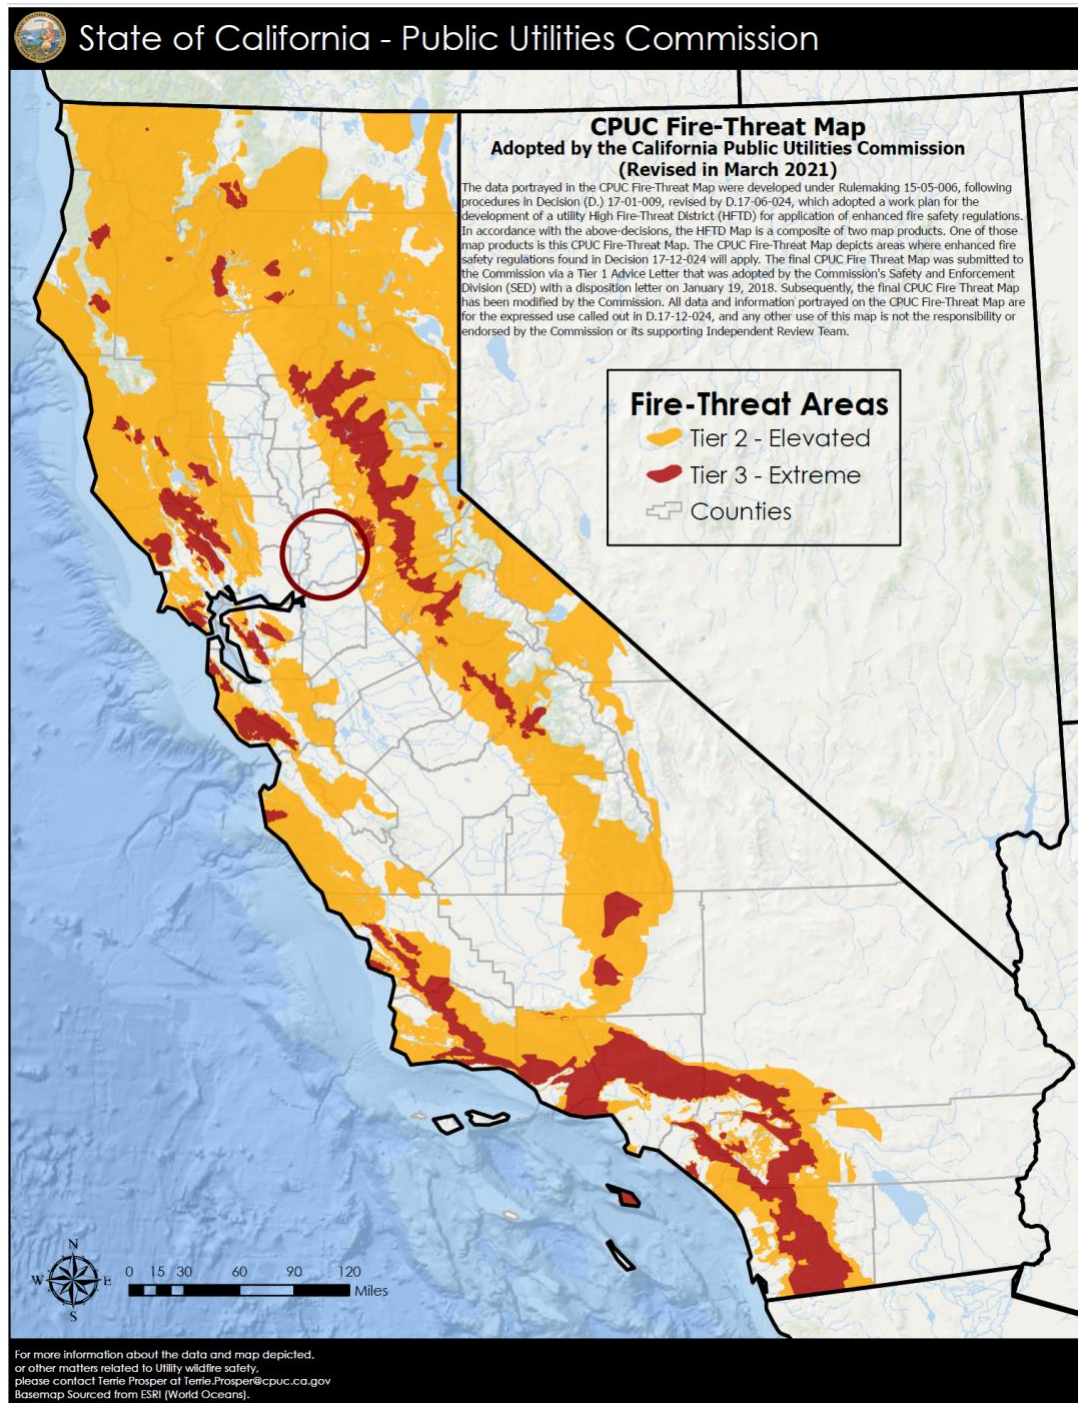 State of California - Public Utilities Commission
CPUC Fire-Threat Map
Adopted by the California Public Utilities Commission
(Revised in March 2021)
The data portrayed in the CPUC Fire-Threat Map were developed under Rulemaking 15-05-006, following
procedures in Decision (D.) 17-01-009, revised by D.17-06-024, which adopted a work plan for the
development of a utility High Fire-Threat District (HFTD) for application of enhanced fire safety regulations.
In accordance with the above-decisions, the HFTD Map is a composite of two map products. One of those
map products is this CPUC Fire-Threat Map. The CPUC Fire-Threat Map depicts areas where enhanced fire
safety regulations found in Decision 17-12-024 will apply. The final CPUC Fire Threat Map was submitted to
the Commission via a Tier 1 Advice Letter that was adopted by the Commission's Safety and Enforcement
Division (SED) with a disposition letter on January 19, 2018. Subsequently, the final CPUC Fire Threat Map
has been modified by the Commission. All data and information portrayed on the CPUC Fire-Threat Map are
for the expressed use called out in D.17-12-024, and any other use of this map is not the responsibility or
endorsed by the Commission or its supporting Independent Review Team.
Fire-Threat Areas
Tier 2 - Elevated
Tier 3 - Extreme
Counties
N
W E
S
0 15 30 60 90 120
Miles
For more information about the data and map depicted,
or other matters related to Utility wildfire safety,
please contact Terrie Prosper at Terrie.Prosper@cpuc.ca.gov
Basemap Sourced from ESRI (World Oceans).